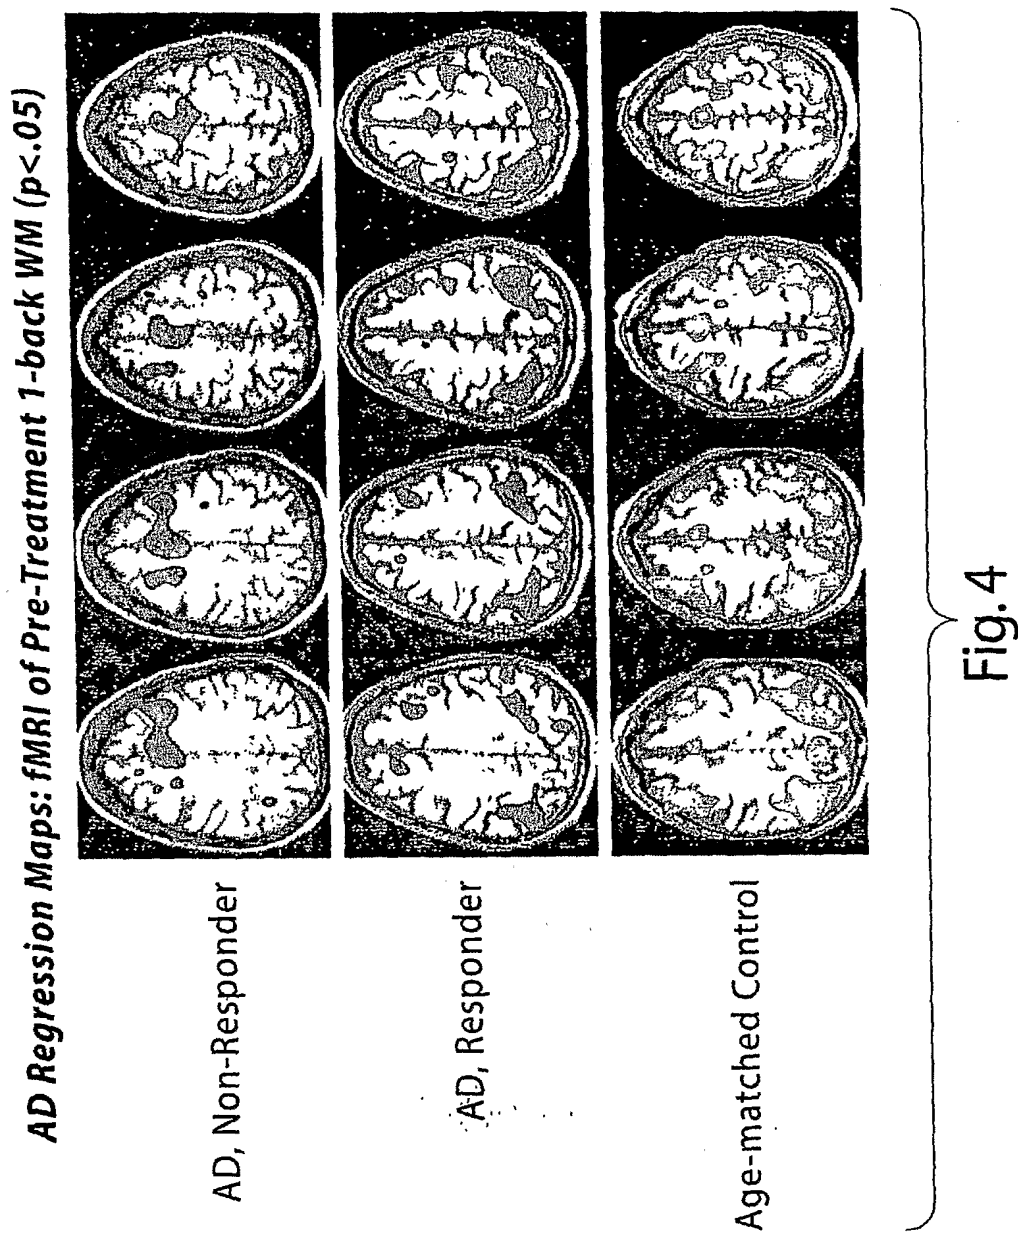 AD Regression Maps: fMRI of Pre-Treatment 1-back WM (p<.05)
AD, Non-Responder
AD, Responder
Age-matched Control
Fig.4